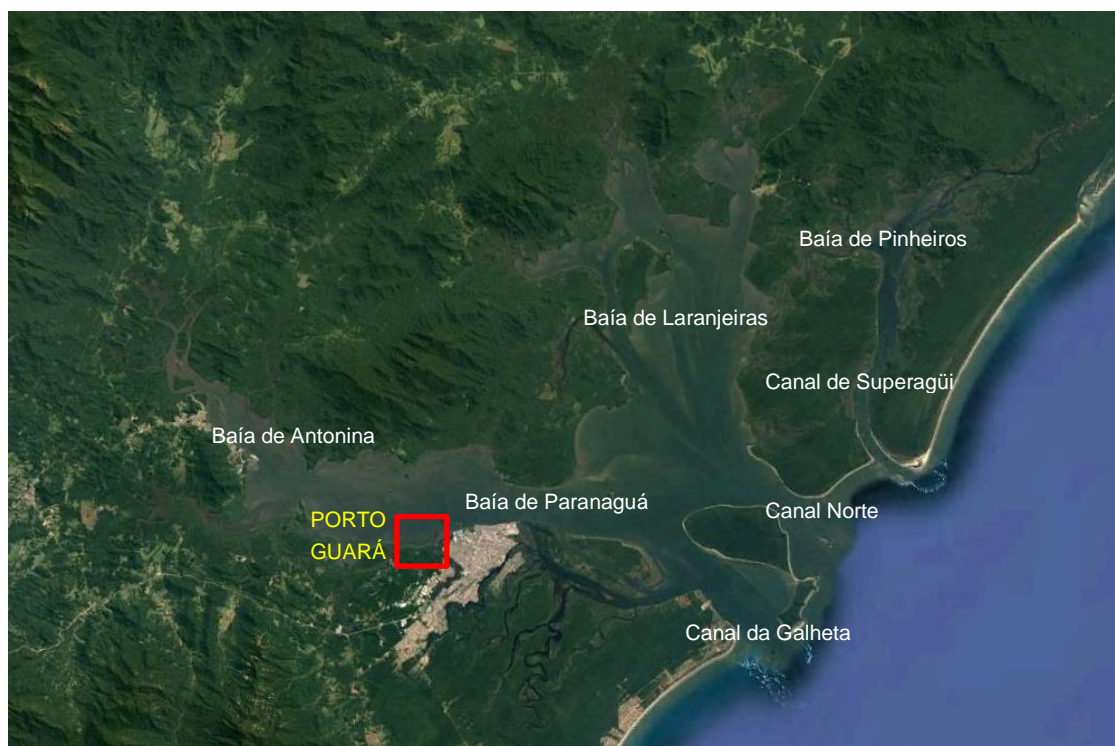 Baía de Pinheiros
Baía de Laranjeiras
Canal de Superagüi
Baía de Antonina
Baía de Paranaguá
PORTO
GUARÁ
Canal Norte
Canal da Galheta